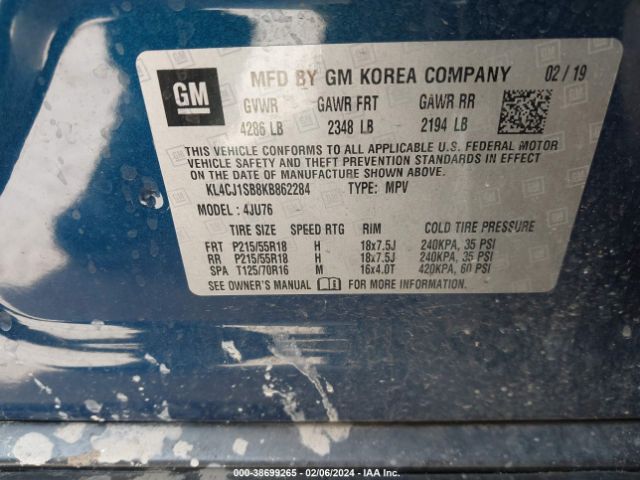 GM
MFD BY GM KOREA COMPANY 02 / 19
GVWR GAWR FRT GAWR RR
4286 LB 2348 LB 2194 LB
THIS VEHICLE CONFORMS TO ALL APPLICABLE U.S. FEDERAL MOTOR
VEHICLE SAFETY AND THEFT PREVENTION STANDARDS IN EFFECT
ON THE DATE OF MANUFACTURE SHOWN ABOVE.
KL4CJ1SB8KB862284 TYPE: MPV
MODEL : 4JU76
TIRE SIZE SPEED RTG RIM COLD TIRE PRESSURE
FRT P215/55R18 H 18x7.5J 240KPA, 35 PSI
RR P215/55R18 H 18x7.5J 240KPA, 35 PSI
SPA T125/70R16 M 16x4.0T 420KPA, 60 PSI
SEE OWNER'S MANUAL FOR MORE INFORMATION.
000-38699265 - 02/06/2024 - IAA Inc.